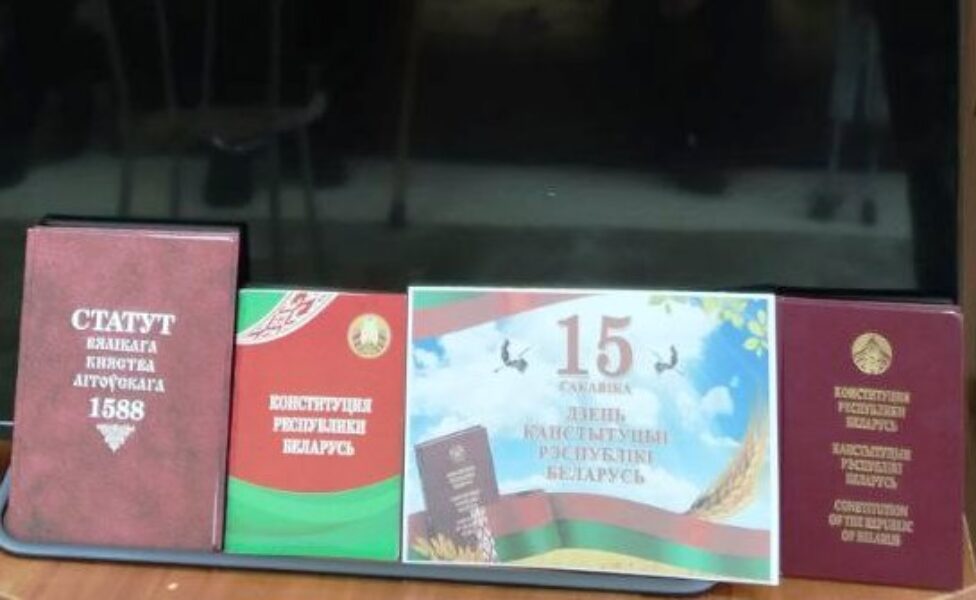 СТАТУТ
ВЯЛІКАГА
КНЯСТВА
ЛІТОЎСКАГА
1588
КОНСТИТУЦИЯ
РЕСПУБЛИКИ
БЕЛАРУСЬ
15
САКАВІКА
ДЗЕНЬ
КАНСТЫТУЦЫІ
РЭСПУБЛІКІ
БЕЛАРУСЬ
КОНСТИТУЦИЯ
РЕСПУБЛИКИ
БЕЛАРУСЬ
КАНСТЫТУЦЫЯ
РЭСПУБЛІКІ
БЕЛАРУСЬ
CONSTITUTION
OF THE REPUBLIC
OF BELARUS